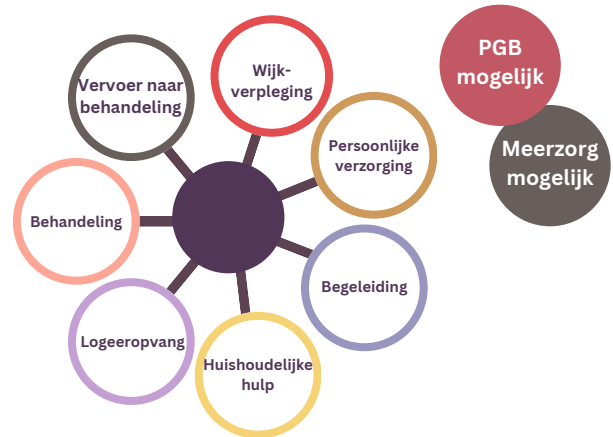 Vervoer naar
behandeling
Wijk-
verpleging
Persoonlijke
verzorging
Begeleiding
Huishoudelijke
hulp
Logeeropvang
Behandeling
PGB
mogelijk
Meerzorg
mogelijk